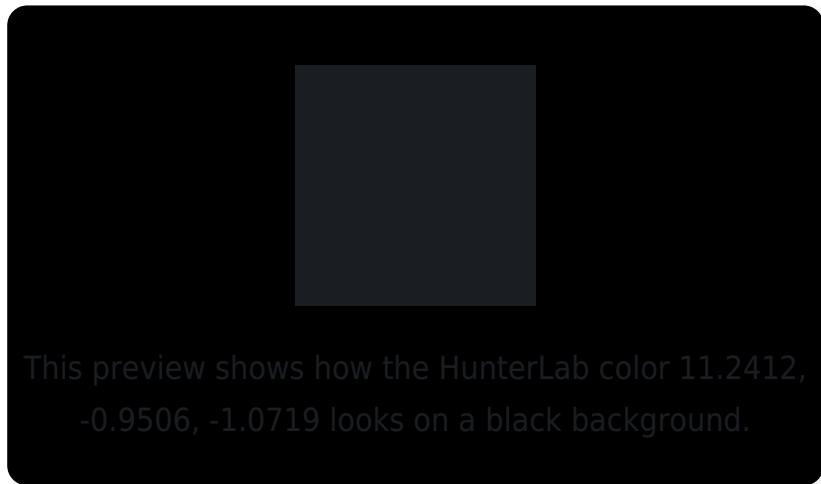 This preview shows how the HunterLab color 11.2412,
-0.9506, -1.0719 looks on a black background.